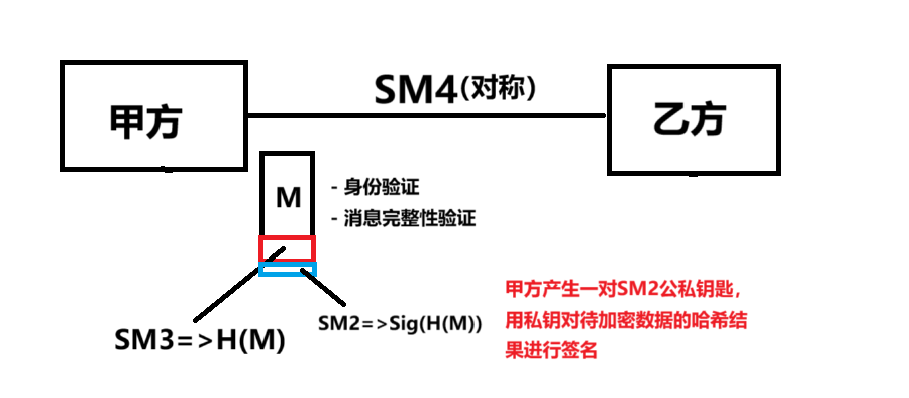 SM4(对称)
甲方
乙方
M
- 身份验证
- 消息完整性验证
SM3=>H(M)
SM2=>Sig(H(M))
甲方产生一对SM2公私钥匙，
用私钥对待加密数据的哈希结
果进行签名